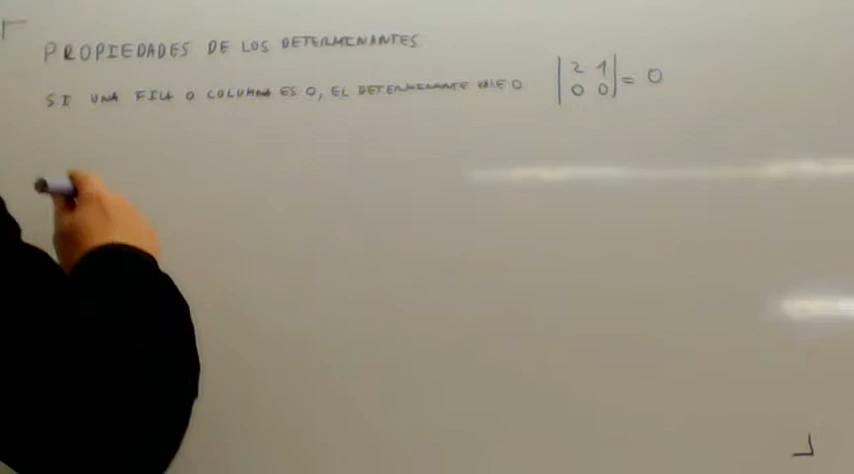 PROPIEDADES DE LOS DETERMINANTES
SI UNA FILA O COLUMNA ES 0, EL DETERMINANTE VALE 0 | 2 1 | = 0
| 0 0 |